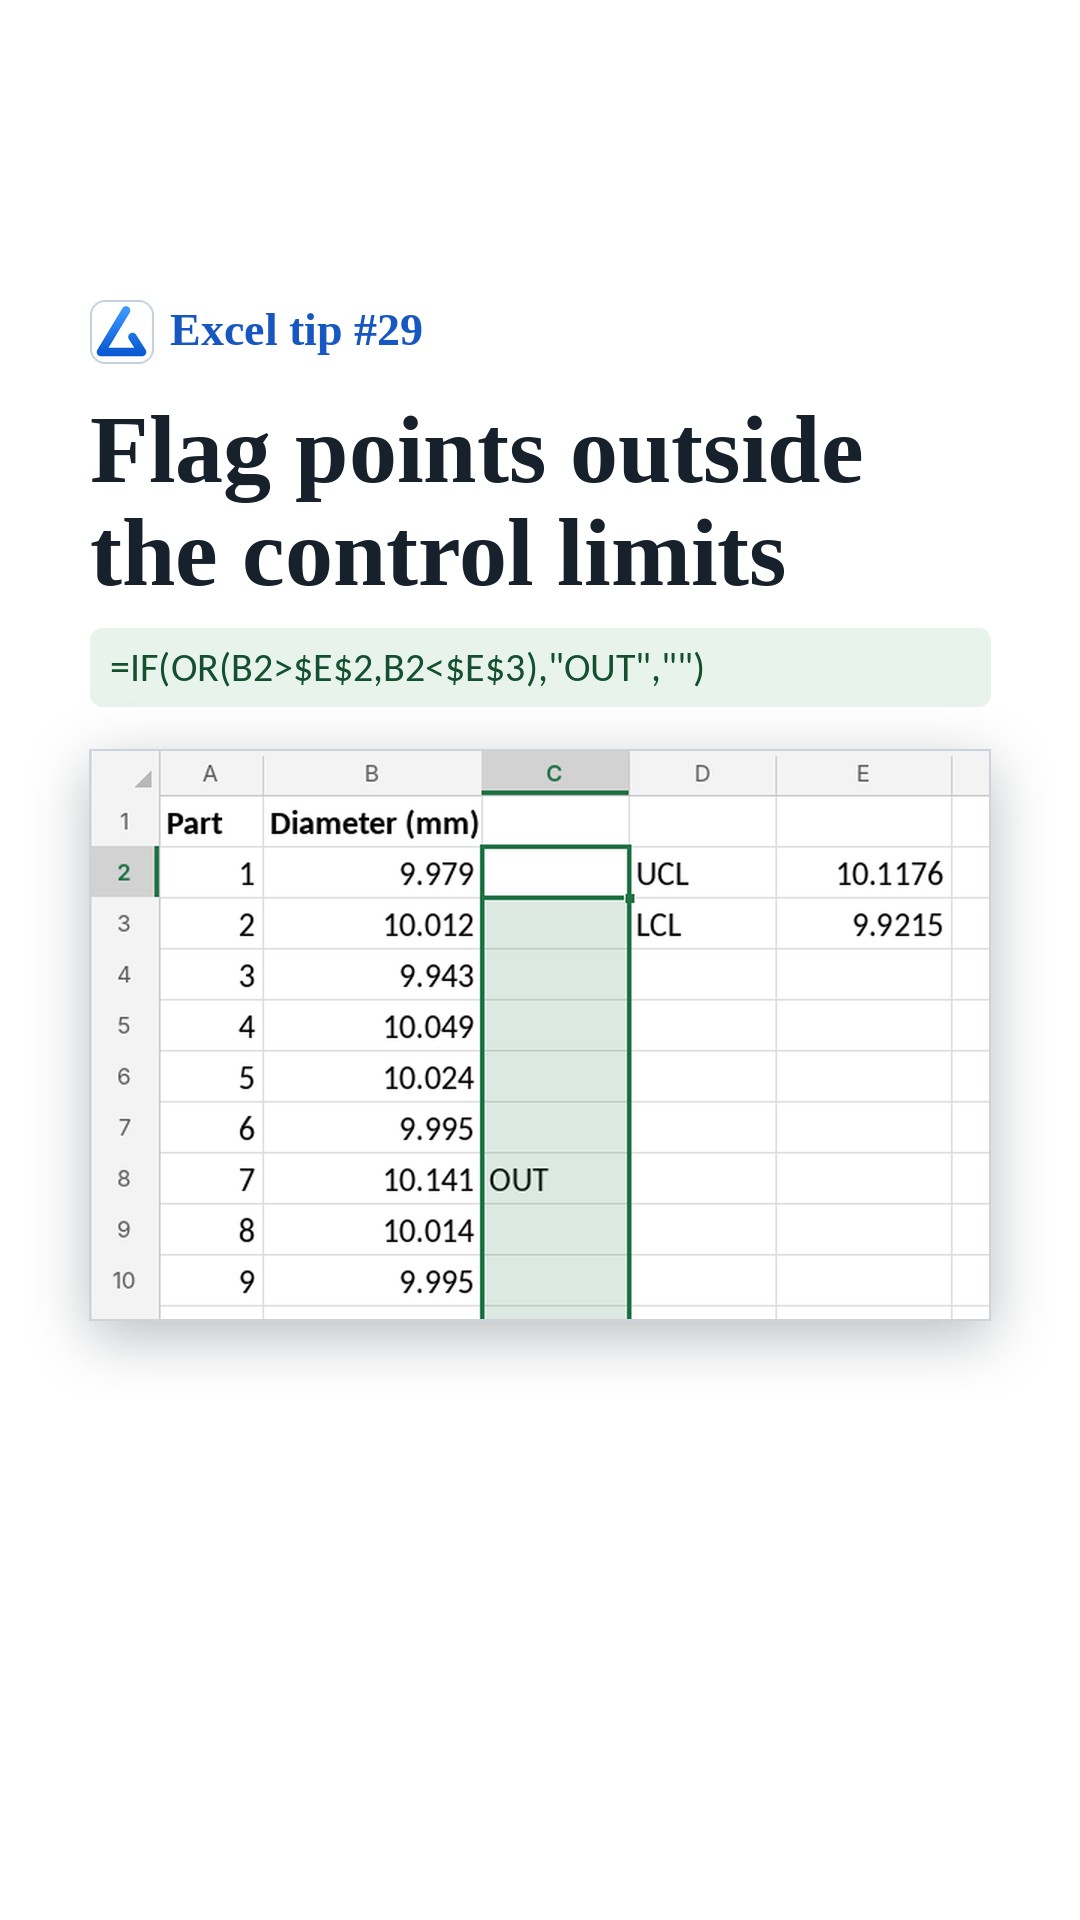 Excel tip #29
Flag points outside
the control limits
=IF(OR(B2>$E$2,B2<$E$3),"OUT","")
A B C D E
1 Part Diameter (mm)
2 1 9.979 UCL 10.1176
3 2 10.012 LCL 9.9215
4 3 9.943
5 4 10.049
6 5 10.024
7 6 9.995
8 7 10.141 OUT
9 8 10.014
10 9 9.995